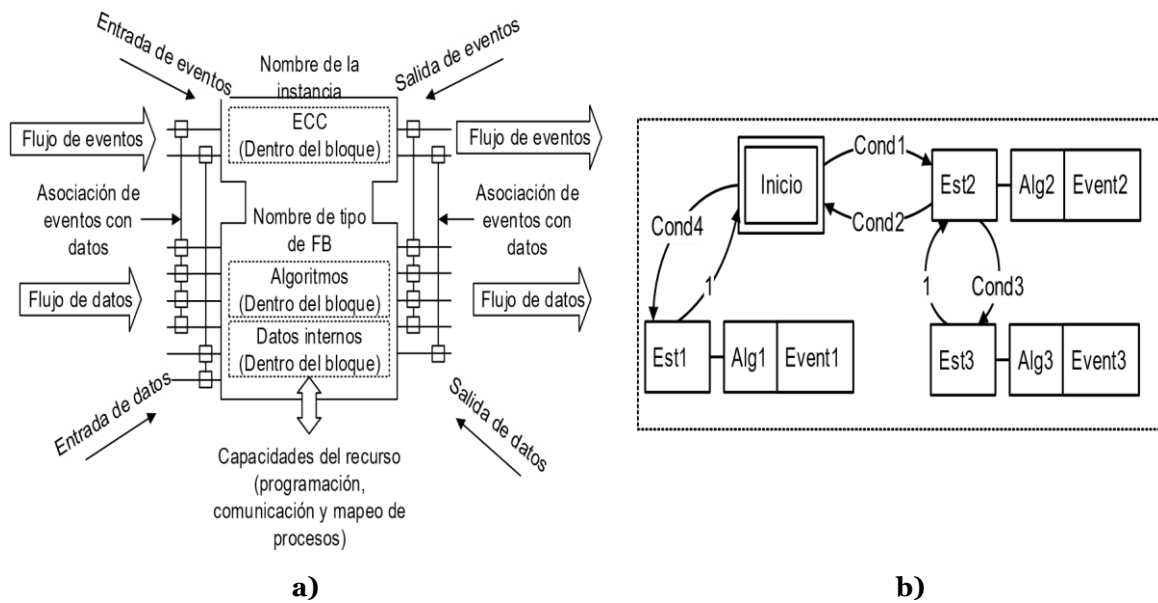 Entrada de eventos
Nombre de la
instancia
Salida de eventos
ECC
(Dentro del bloque)
Flujo de eventos
Flujo de eventos
Asociación de
eventos con
datos
Asociación de
eventos con
datos
Nombre de tipo
de FB
Algoritmos
(Dentro del bloque)
Flujo de datos
Flujo de datos
Datos internos
(Dentro del bloque)
Entrada de datos
Salida de datos
Capacidades del recurso
(programación,
comunicación y mapeo de
procesos)
a)
Inicio
Cond1
Cond2
Est2
Alg2
Event2
Cond4
1
1
Cond3
Est1
Alg1
Event1
Est3
Alg3
Event3
b)